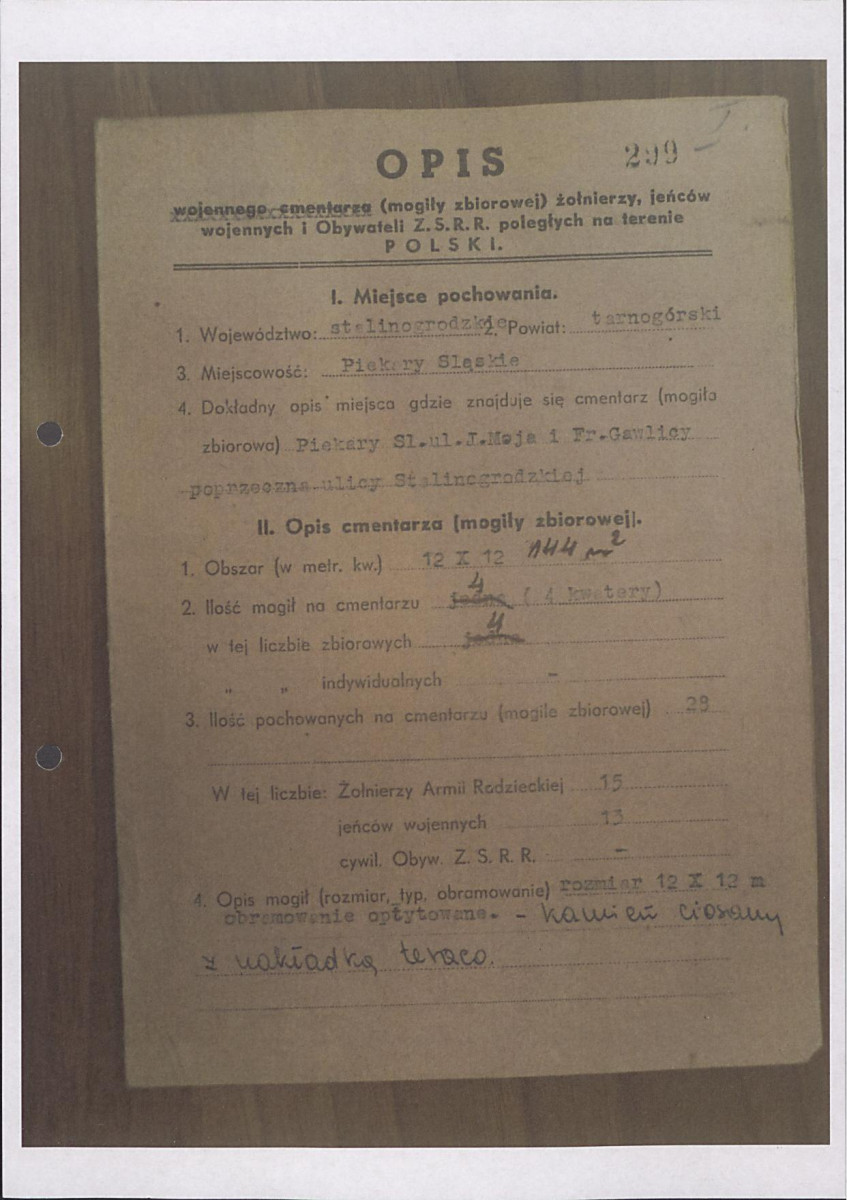 OPIS
299 I.
wojennego cmentarza (mogiły zbiorowej) żołnierzy, jeńców
wojennych i Obywateli Z.S.R.R. poległych na terenie
POLSKI.
I. Miejsce pochowania.
1. Województwo: stalinogrodzkie 2. Powiat: tarnogórski
3. Miejscowość: Piekary Sląskie
4. Dokładny opis miejsca gdzie znajduje się cmentarz (mogiła
zbiorowa) Piekary Sl.ul.J.Maja i Fr.Gawlicy
poprzeczna ulicy Stalinogrodzkiej
II. Opis cmentarza (mogiły zbiorowej).
1. Obszar (w metr. kw.) 12 X 12 144 m²
4
2. Ilość mogił na cmentarzu jedna ( 4 kwatery)
4
w tej liczbie zbiorowych jedna
„ „ indywidualnych -
3. Ilość pochowanych na cmentarzu (mogile zbiorowej) 28
W tej liczbie: Żołnierzy Armii Radzieckiej 15
jeńców wojennych 13
cywil. Obyw. Z. S. R. R. -
4. Opis mogił (rozmiar, typ, obramowanie) rozmiar 12 X 12 m
obramowanie opłytowane. - kamień ciosany
z nakładką teraco.